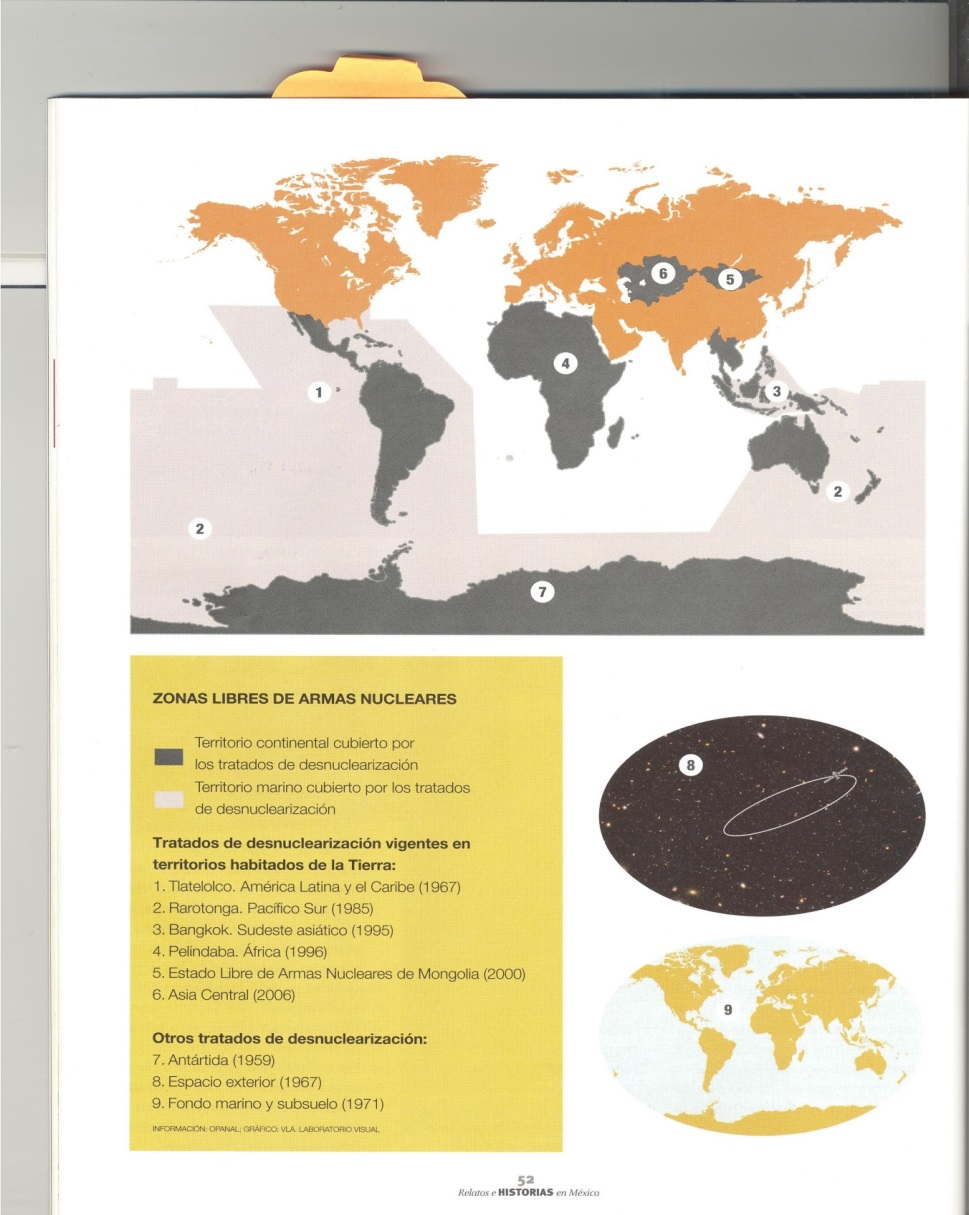 6
5
4
1
3
2
2
7
ZONAS LIBRES DE ARMAS NUCLEARES
Territorio continental cubierto por
los tratados de desnuclearización
Territorio marino cubierto por los tratados
de desnuclearización
Tratados de desnuclearización vigentes en
territorios habitados de la Tierra:
1. Tlatelolco. América Latina y el Caribe (1967)
2. Rarotonga. Pacífico Sur (1985)
3. Bangkok. Sudeste asiático (1995)
4. Pelindaba. África (1996)
5. Estado Libre de Armas Nucleares de Mongolia (2000)
6. Asia Central (2006)
Otros tratados de desnuclearización:
7. Antártida (1959)
8. Espacio exterior (1967)
9. Fondo marino y subsuelo (1971)
INFORMACIÓN: OPANAL; GRÁFICO: VLA. LABORATORIO VISUAL
8
9
52
Relatos e HISTORIAS en México